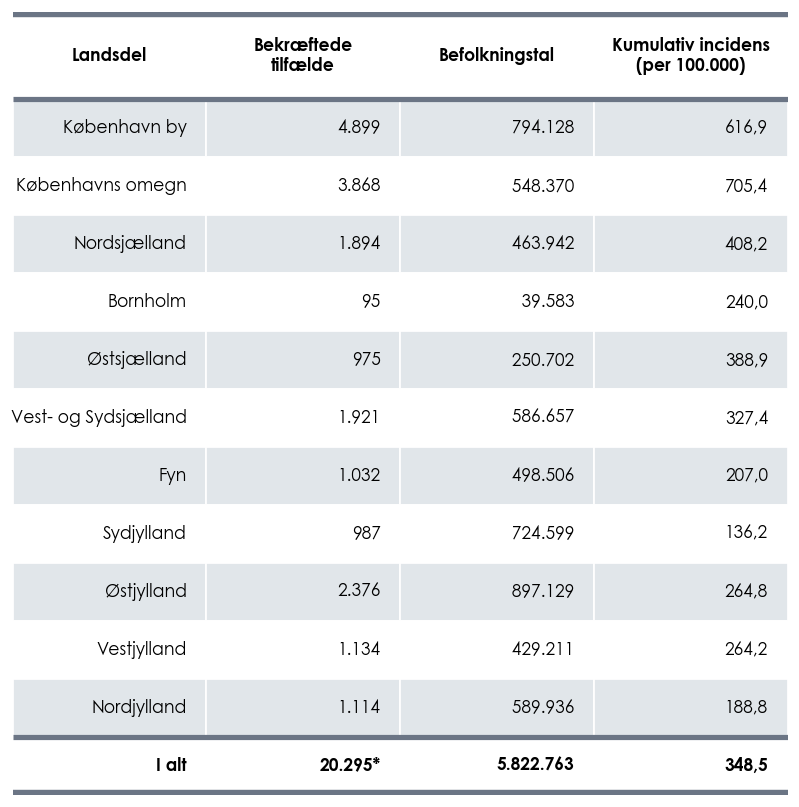 Landsdel Bekræftede tilfælde Befolkningstal Kumulativ incidens (per 100.000)
København by 4.899 794.128 616,9
Københavns omegn 3.868 548.370 705,4
Nordsjælland 1.894 463.942 408,2
Bornholm 95 39.583 240,0
Østsjælland 975 250.702 388,9
Vest- og Sydsjælland 1.921 586.657 327,4
Fyn 1.032 498.506 207,0
Sydjylland 987 724.599 136,2
Østjylland 2.376 897.129 264,8
Vestjylland 1.134 429.211 264,2
Nordjylland 1.114 589.936 188,8
I alt 20.295* 5.822.763 348,5